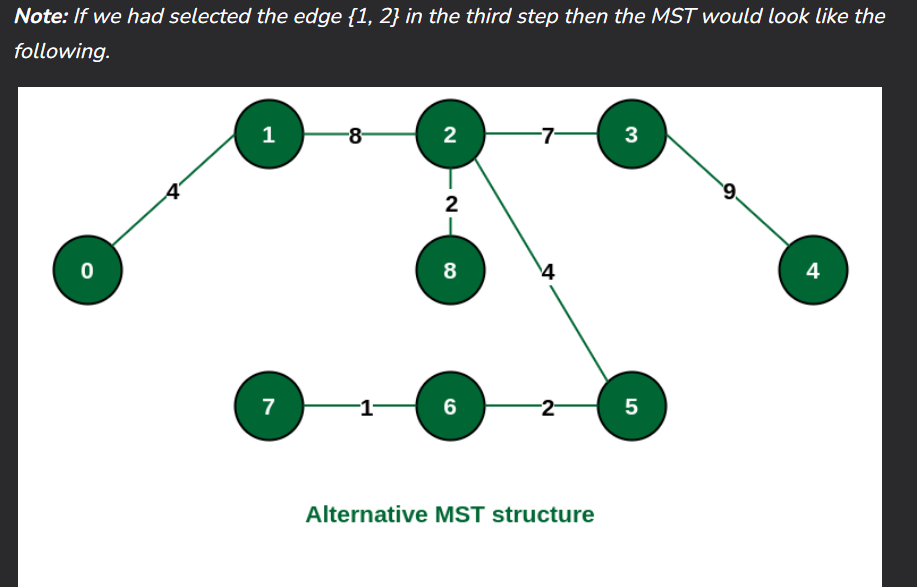 Note: If we had selected the edge {1, 2} in the third step then the MST would look like the
following.
1 8 2 7 3
4 9
2
0 8 4 4
7 1 6 2 5
Alternative MST structure